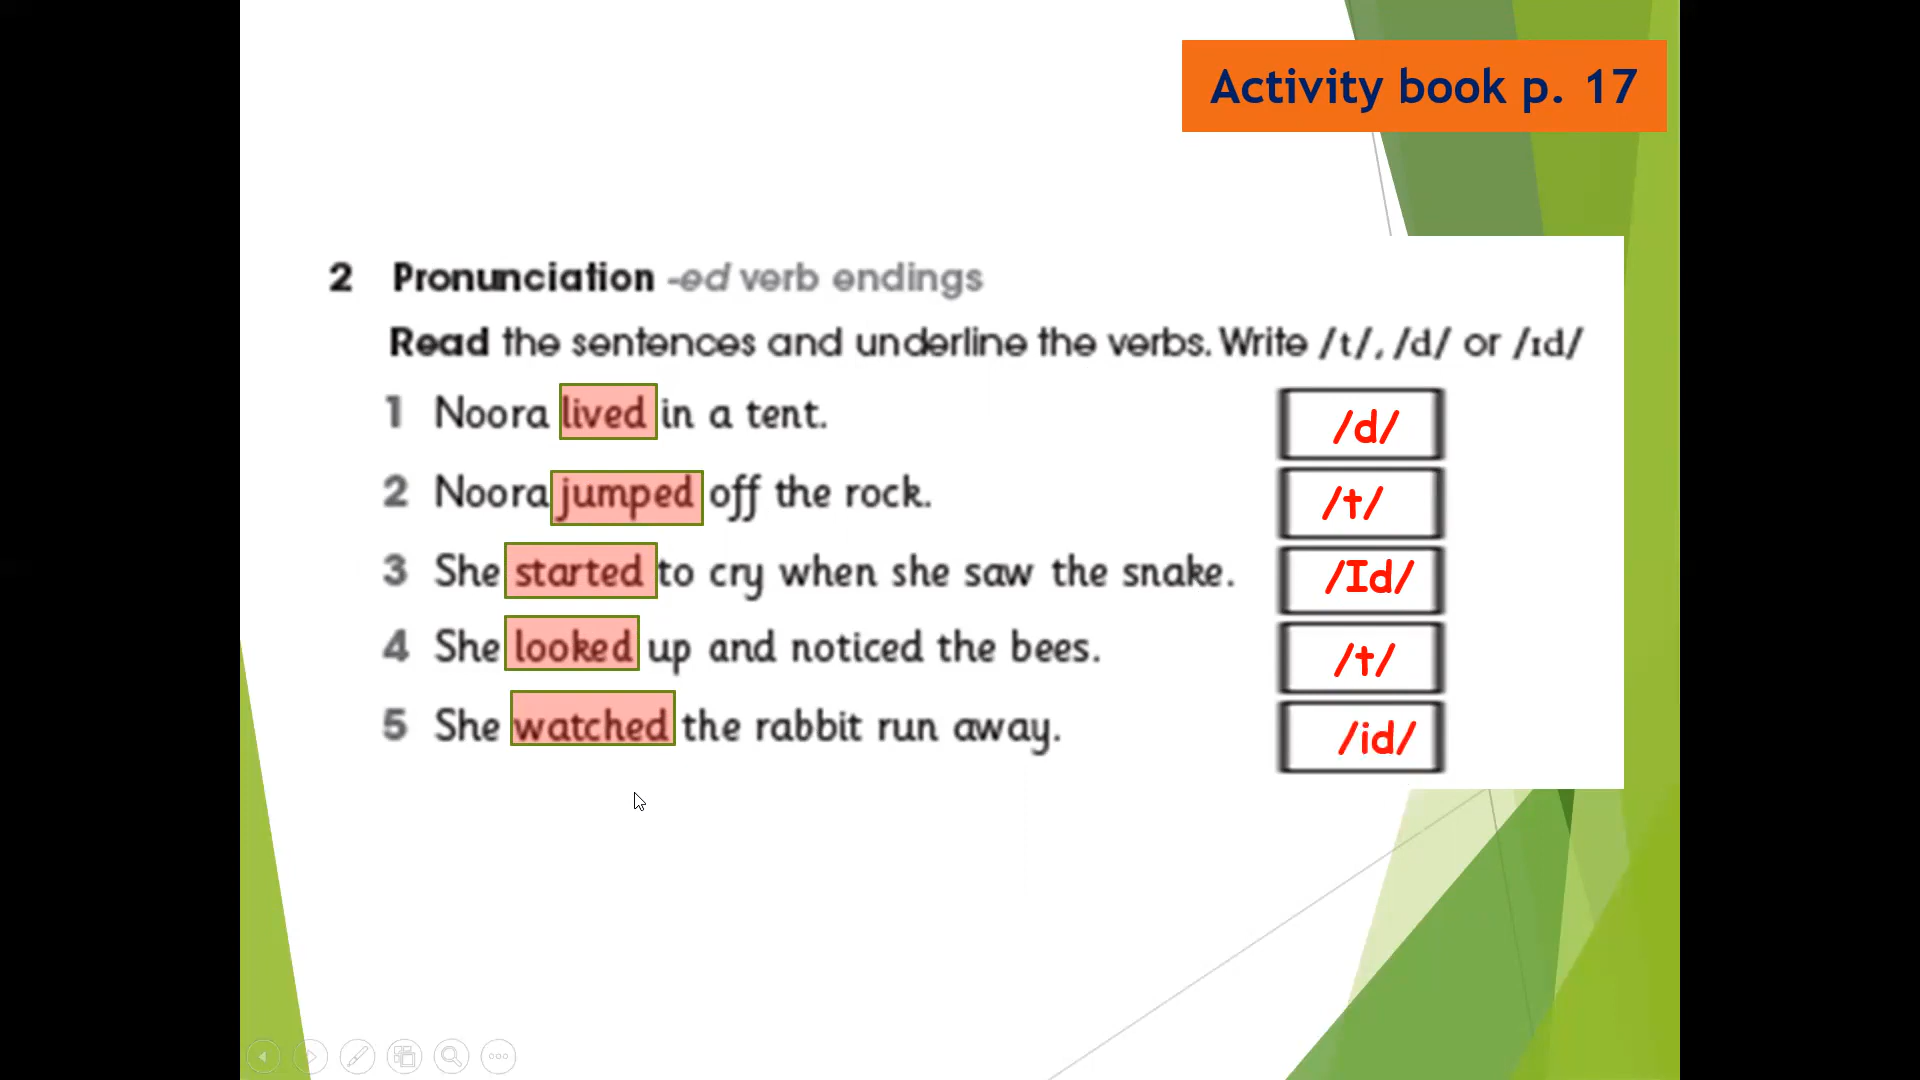 Activity book p. 17
2 Pronunciation -ed verb endings
Read the sentences and underline the verbs. Write /t/, /d/ or /ɪd/
1 Noora lived in a tent. /d/
2 Noora jumped off the rock. /t/
3 She started to cry when she saw the snake. /Id/
4 She looked up and noticed the bees. /t/
5 She watched the rabbit run away. /id/